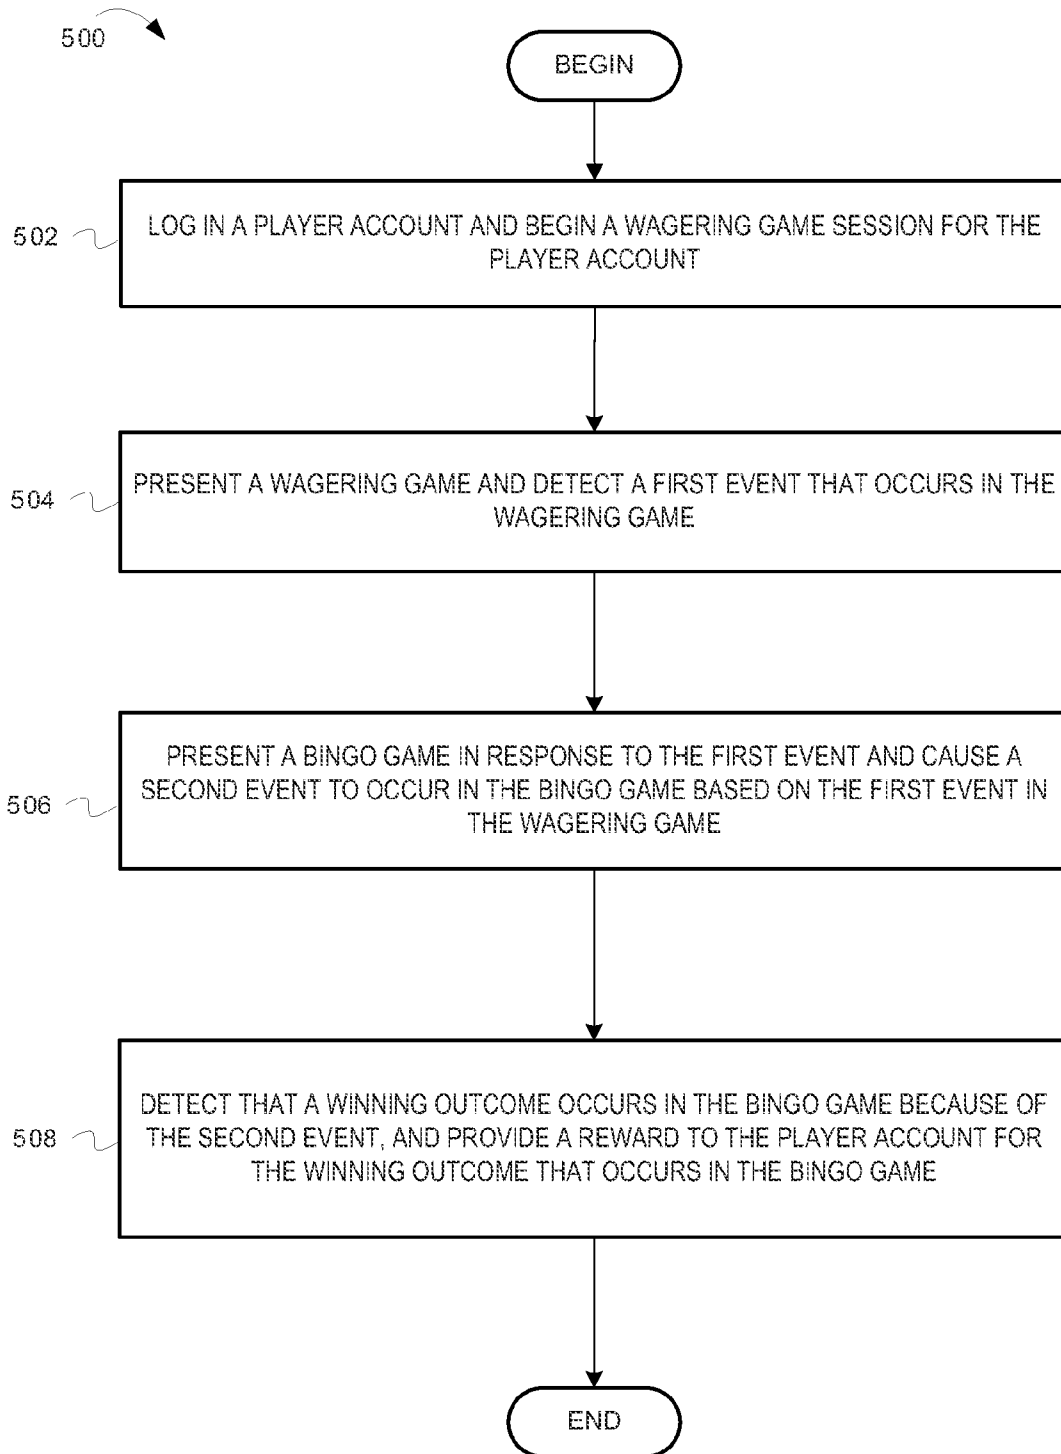 500
BEGIN
502
LOG IN A PLAYER ACCOUNT AND BEGIN A WAGERING GAME SESSION FOR THE
PLAYER ACCOUNT
504
PRESENT A WAGERING GAME AND DETECT A FIRST EVENT THAT OCCURS IN THE
WAGERING GAME
506
PRESENT A BINGO GAME IN RESPONSE TO THE FIRST EVENT AND CAUSE A
SECOND EVENT TO OCCUR IN THE BINGO GAME BASED ON THE FIRST EVENT IN
THE WAGERING GAME
508
DETECT THAT A WINNING OUTCOME OCCURS IN THE BINGO GAME BECAUSE OF
THE SECOND EVENT, AND PROVIDE A REWARD TO THE PLAYER ACCOUNT FOR
THE WINNING OUTCOME THAT OCCURS IN THE BINGO GAME
END